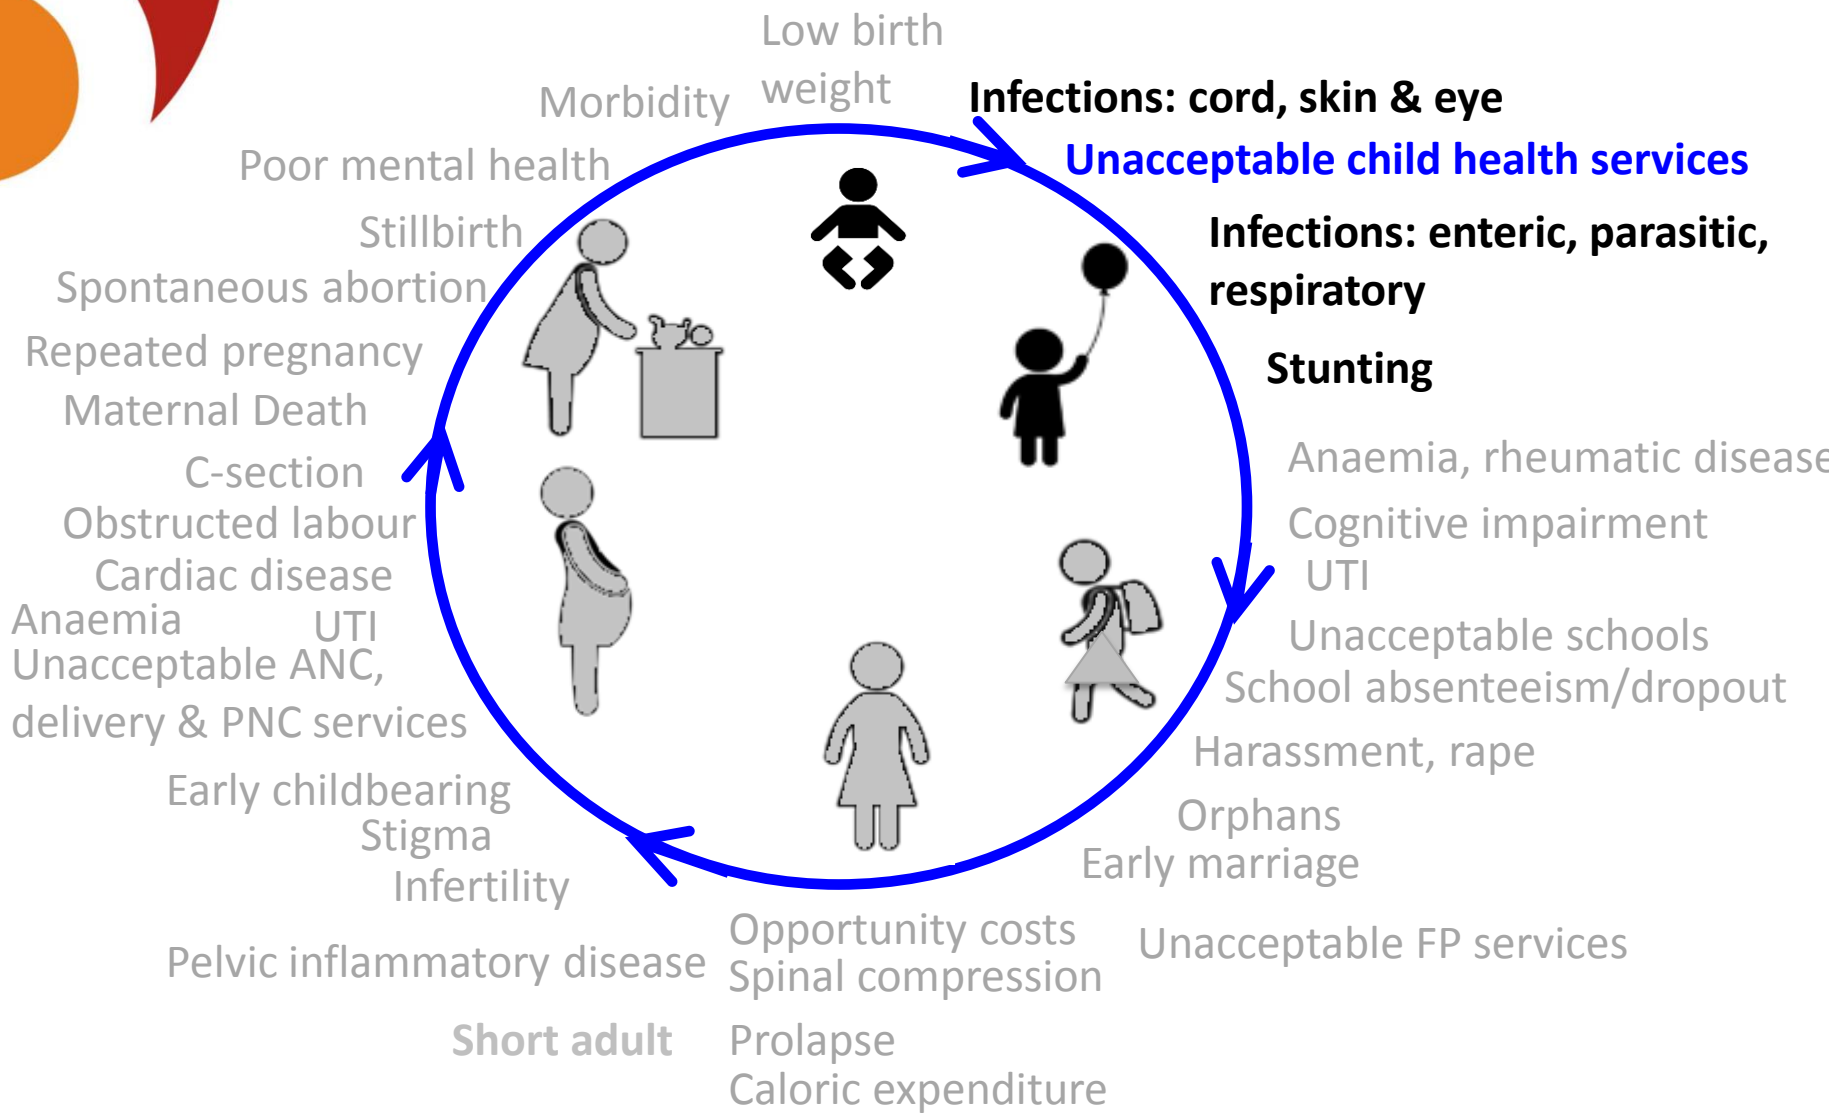 Low birth
weight
Infections: cord, skin & eye
Unacceptable child health services
Infections: enteric, parasitic,
respiratory
Stunting
Anaemia, rheumatic disease
Cognitive impairment
UTI
Unacceptable schools
School absenteeism/dropout
Harassment, rape
Orphans
Early marriage
Unacceptable FP services
Opportunity costs
Spinal compression
Prolapse
Caloric expenditure
Short adult
Pelvic inflammatory disease
Infertility
Stigma
Early childbearing
Unacceptable ANC,
delivery & PNC services
Anaemia
UTI
Cardiac disease
Obstructed labour
C-section
Maternal Death
Repeated pregnancy
Spontaneous abortion
Stillbirth
Poor mental health
Morbidity